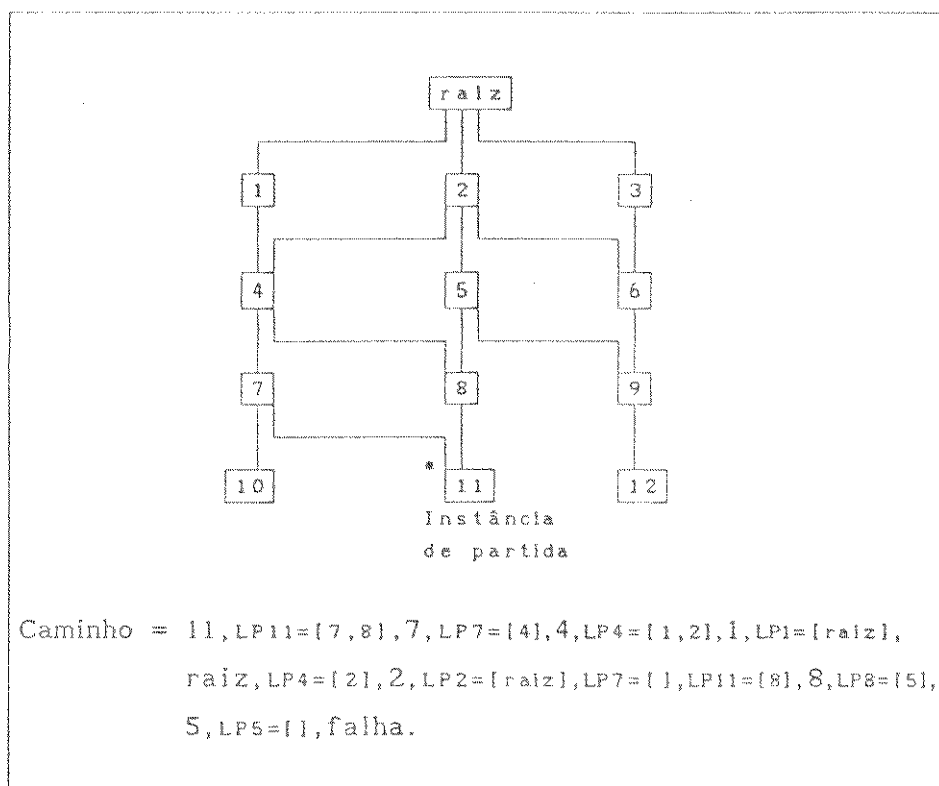 raiz
1 2 3
4 5 6
7 8 9
*
10 11 12
Instância
de partida
Caminho = 11,LP11=[7,8],7,LP7=[4],4,LP4=[1,2],1,LP1=[raiz],
raiz,LP4=[2],2,LP2=[raiz],LP7=[],LP11=[8],8,LP8=[5],
5,LP5=[],falha.